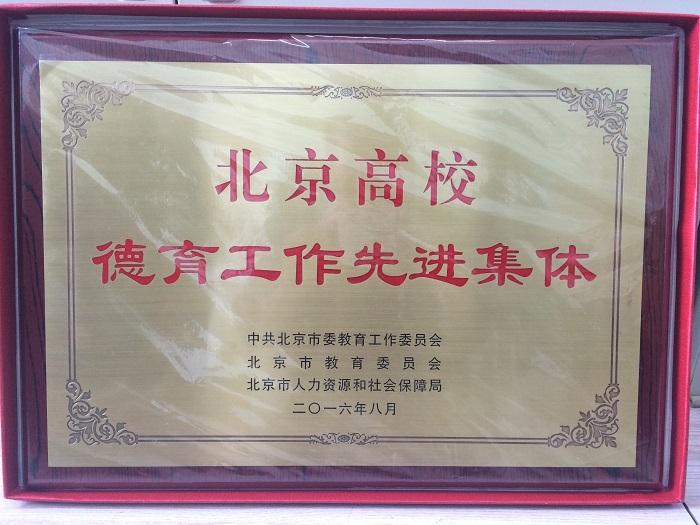 北京高校
德育工作先进集体
中共北京市委教育工作委员会
北京市教育委员会
北京市人力资源和社会保障局
二〇一六年八月